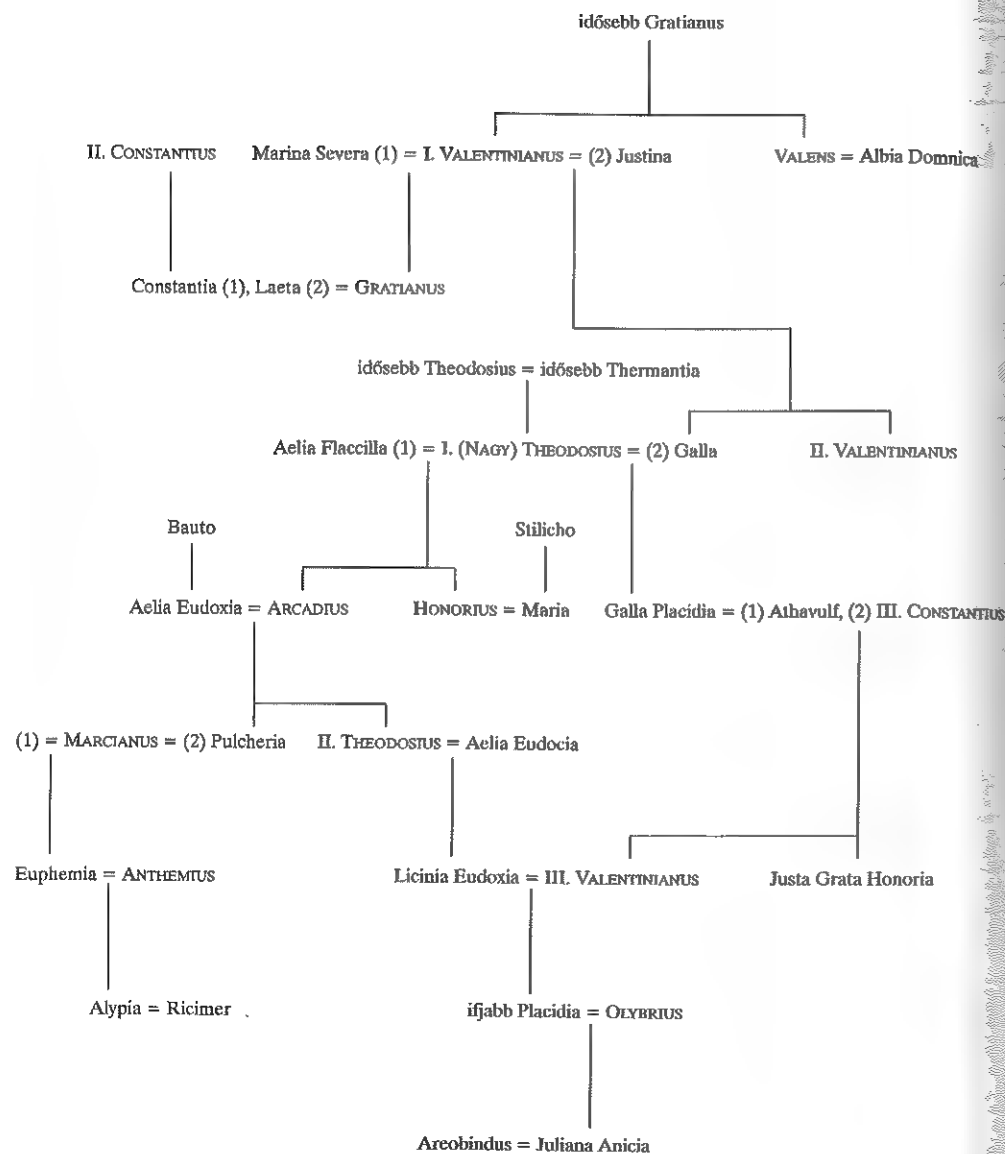 idősebb Gratianus
II. CONSTANTIUS Marina Severa (1) = I. VALENTINIANUS = (2) Justina VALENS = Albia Domnica
Constantia (1), Laeta (2) = GRATIANUS
idősebb Theodosius = idősebb Thermantia
Aelia Flaccilla (1) = I. (NAGY) THEODOSIUS = (2) Galla II. VALENTINIANUS
Bauto Stilicho
Aelia Eudoxia = ARCADIUS HONORIUS = Maria Galla Placidia = (1) Athavulf, (2) III. CONSTANTIUS
(1) = MARCIANUS = (2) Pulcheria II. THEODOSIUS = Aelia Eudocia
Euphemia = ANTHEMIUS Licinia Eudoxia = III. VALENTINIANUS Justa Grata Honoria
Alypia = Ricimer ifjabb Placidia = OLYBRIUS
Areobindus = Juliana Anicia